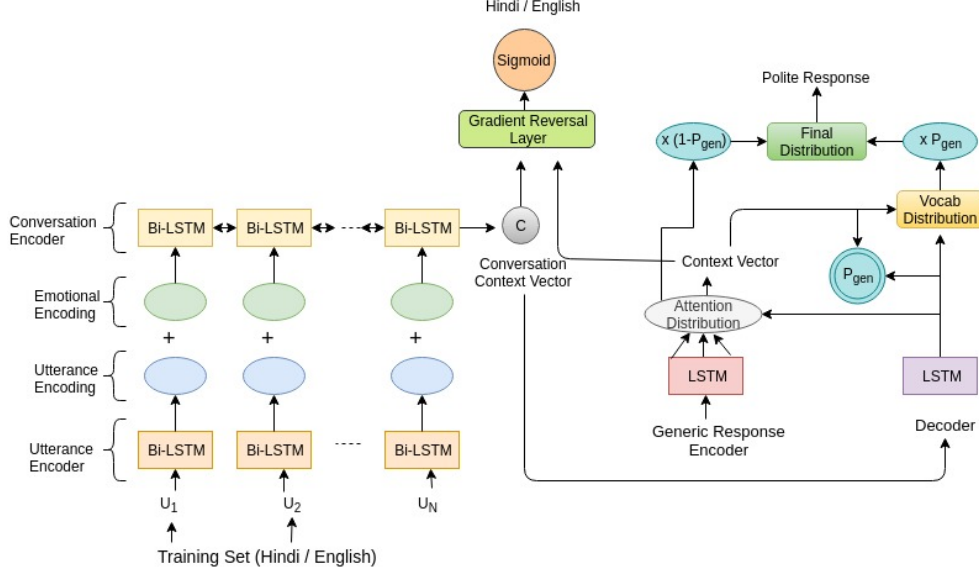 Hindi / English
Sigmoid
Gradient Reversal
Layer
Polite Response
x (1-Pgen)
Final
Distribution
x Pgen
Vocab
Distribution
Conversation
Encoder
Bi-LSTM
Bi-LSTM
Bi-LSTM
C
Conversation
Context Vector
Context Vector
Pgen
Emotional
Encoding
+
+
+
Attention
Distribution
Utterance
Encoding
LSTM
LSTM
Generic Response
Encoder
Decoder
Utterance
Encoder
Bi-LSTM
Bi-LSTM
Bi-LSTM
U1
U2
UN
Training Set (Hindi / English)